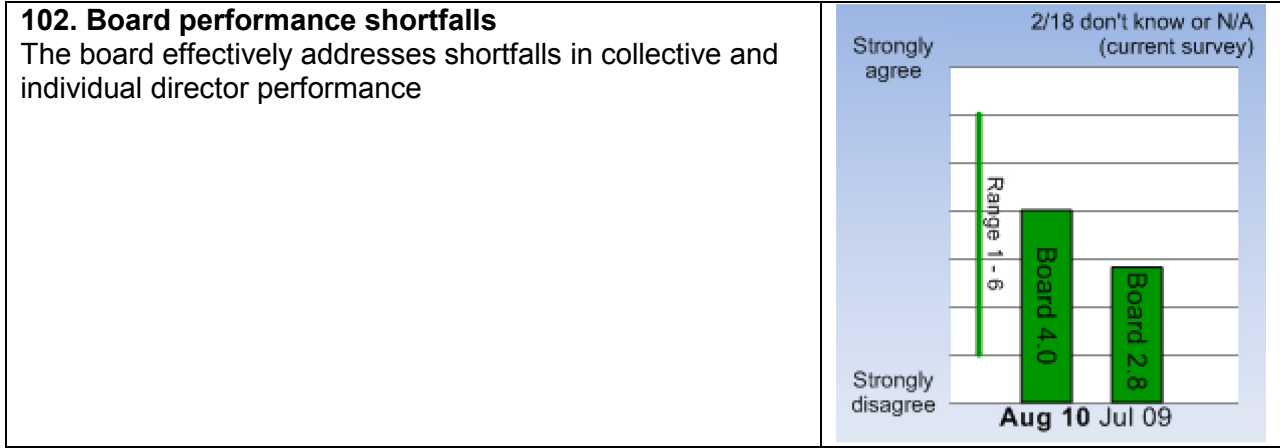 102. Board performance shortfalls
The board effectively addresses shortfalls in collective and
individual director performance
2/18 don't know or N/A
(current survey)
Strongly
agree
Range 1 - 6
Board 4.0
Board 2.8
Strongly
disagree
Aug 10 Jul 09